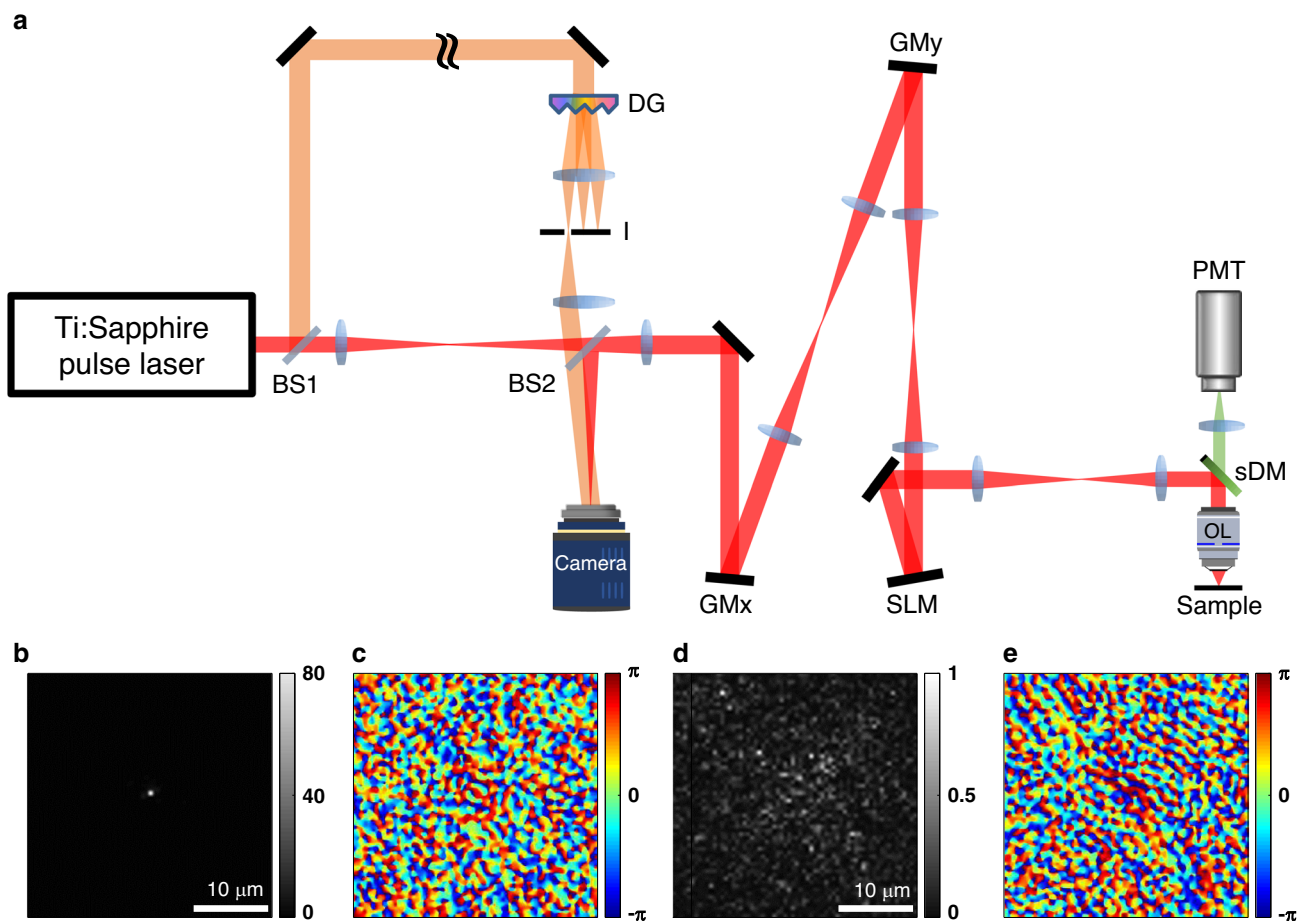 a
GMy
DG
I
PMT
Ti:Sapphire
pulse laser
BS1
BS2
sDM
OL
Camera
GMx
SLM
Sample
b
c
d
e
80
π
1
π
40
0
0.5
0
10 μm
10 μm
0
-π
0
-π